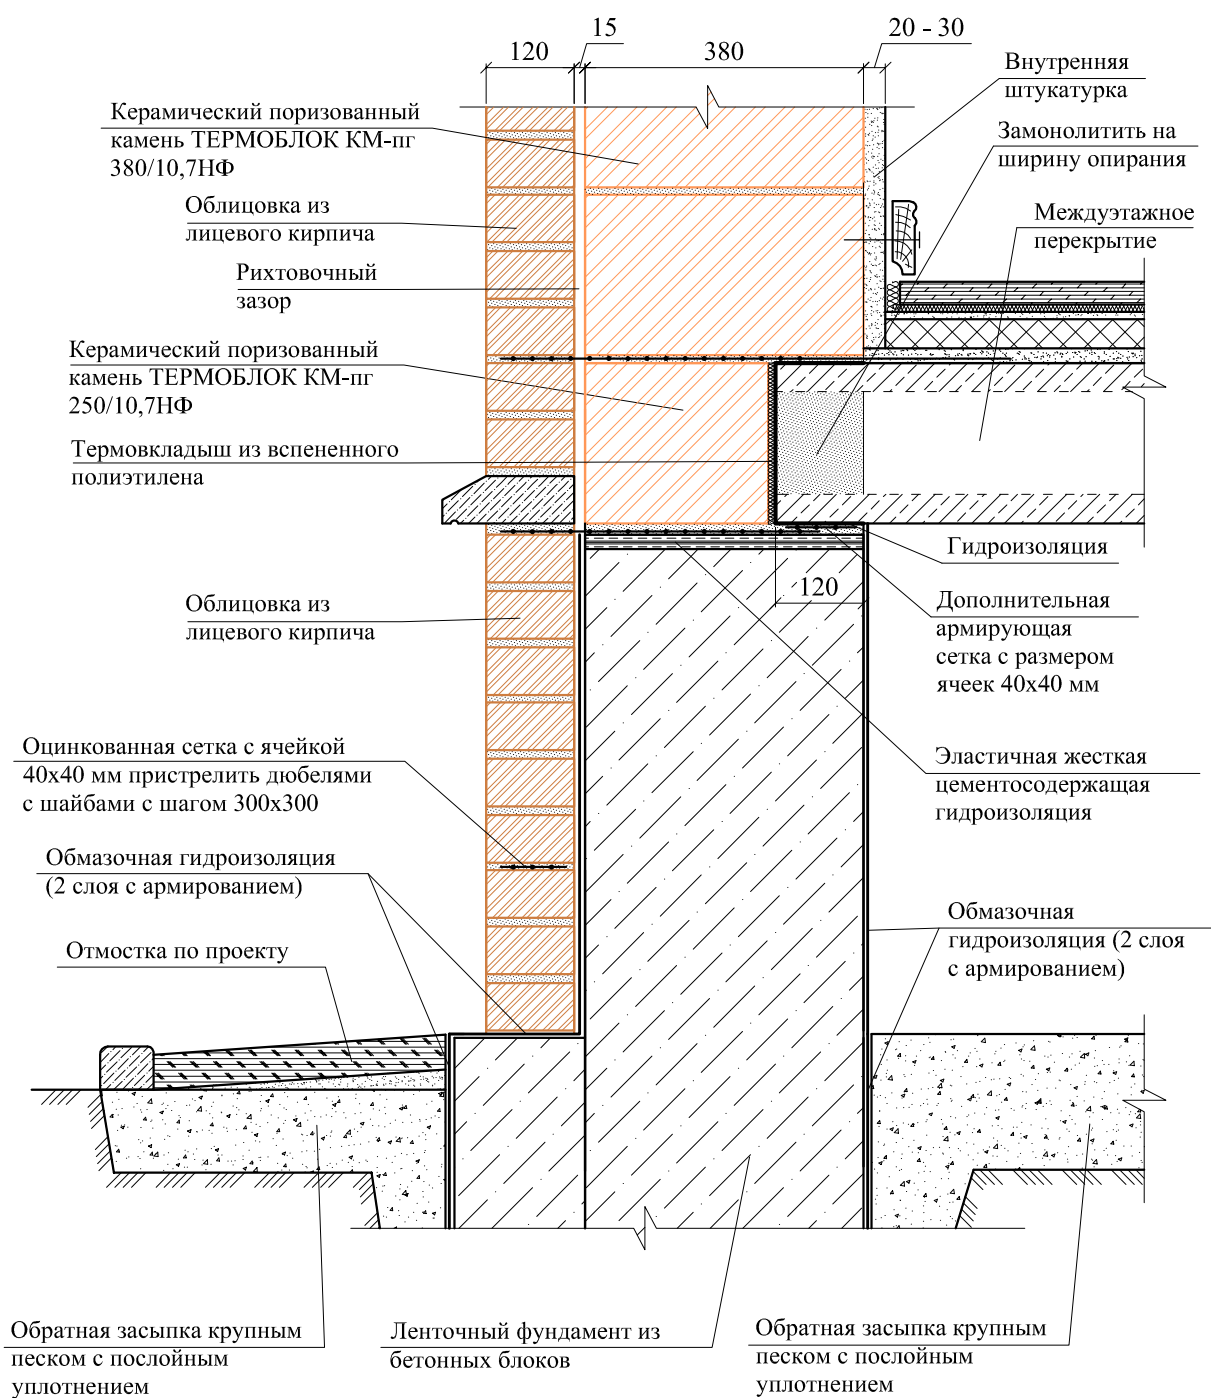 15
20 - 30
120
380
Внутренняя
штукатурка
Керамический поризованный
камень ТЕРМОБЛОК КМ-пг
380/10,7НФ
Замонолитить на
ширину опирания
Облицовка из
лицевого кирпича
Междуэтажное
перекрытие
Рихтовочный
зазор
Керамический поризованный
камень ТЕРМОБЛОК КМ-пг
250/10,7НФ
Термовкладыш из вспененного
полиэтилена
Гидроизоляция
120
Облицовка из
лицевого кирпича
Дополнительная
армирующая
сетка с размером
ячеек 40х40 мм
Оцинкованная сетка с ячейкой
40х40 мм пристрелить дюбелями
с шайбами с шагом 300х300
Эластичная жесткая
цементосодержащая
гидроизоляция
Обмазочная гидроизоляция
(2 слоя с армированием)
Обмазочная
гидроизоляция (2 слоя
с армированием)
Отмостка по проекту
Обратная засыпка крупным
песком с послойным
уплотнением
Ленточный фундамент из
бетонных блоков
Обратная засыпка крупным
песком с послойным
уплотнением